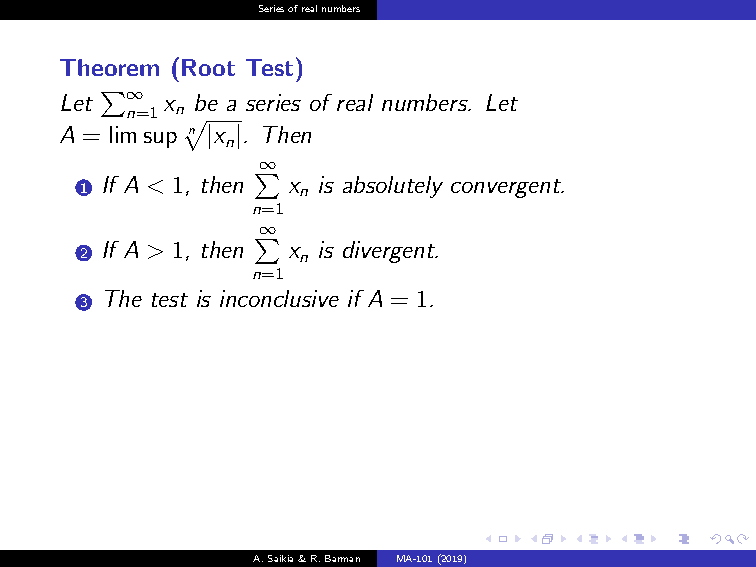 Series of real numbers
Theorem (Root Test)
Let ∑_{n=1}^{∞} x_n be a series of real numbers. Let
A = lim sup ⁿ√|x_n|. Then
1 If A < 1, then ∑_{n=1}^{∞} x_n is absolutely convergent.
2 If A > 1, then ∑_{n=1}^{∞} x_n is divergent.
3 The test is inconclusive if A = 1.
A. Saikia & R. Barman MA-101 (2019)